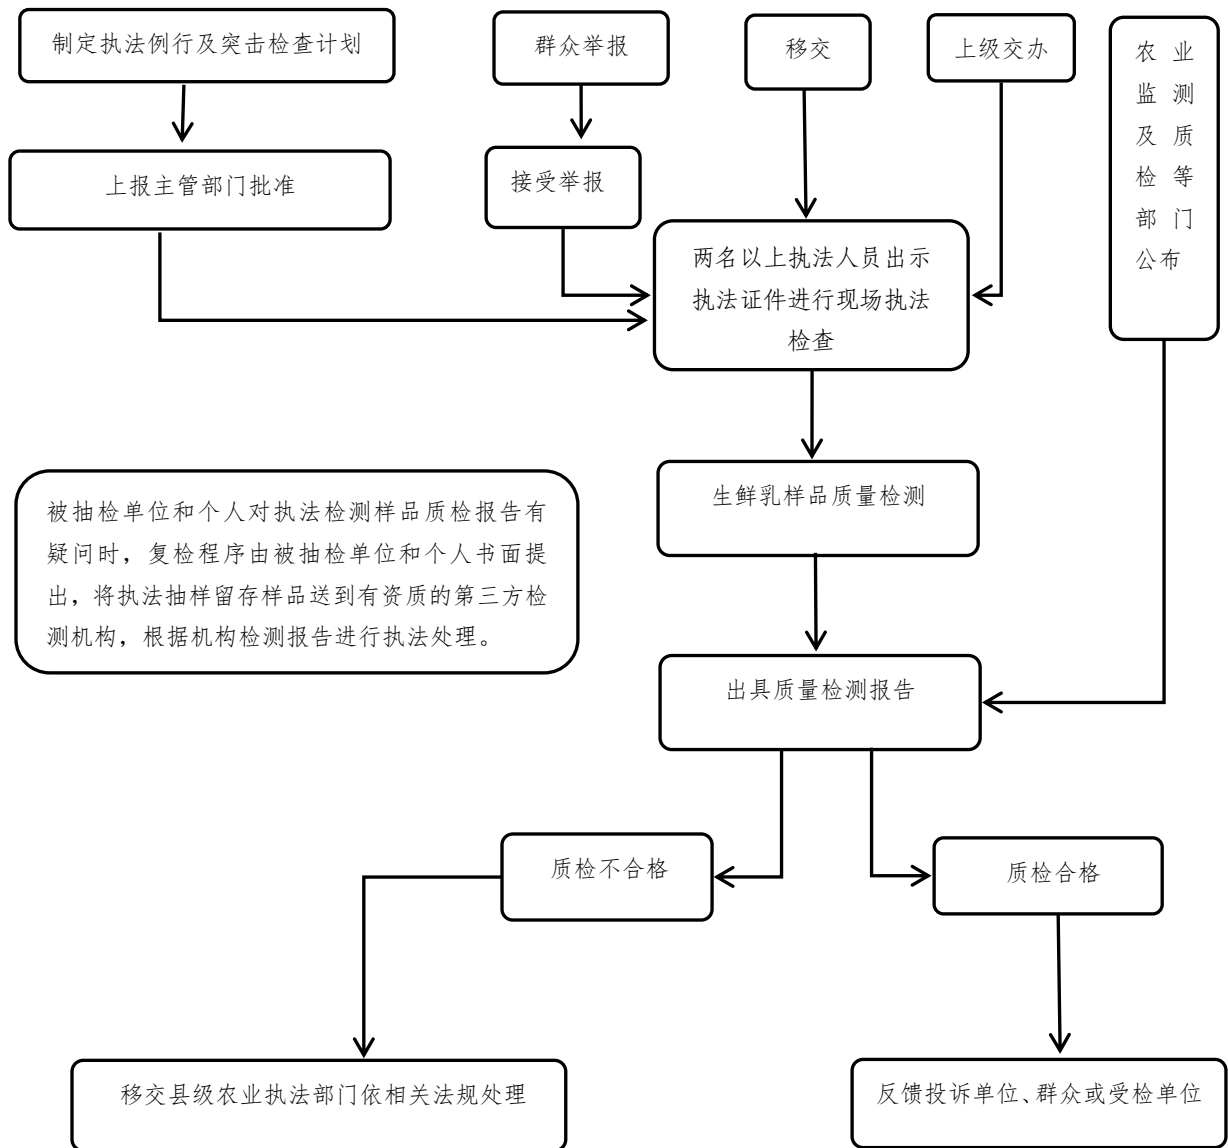 制定执法例行及突击检查计划
群众举报
移交
上级交办
农业
监测
及质
检等
部门
公布
上报主管部门批准
接受举报
两名以上执法人员出示
执法证件进行现场执法
检查
生鲜乳样品质量检测
被抽检单位和个人对执法检测样品质检报告有
疑问时，复检程序由被抽检单位和个人书面提
出，将执法抽样留存样品送到有资质的第三方检
测机构，根据机构检测报告进行执法处理。
出具质量检测报告
质检不合格
质检合格
移交县级农业执法部门依相关法规处理
反馈投诉单位、群众或受检单位